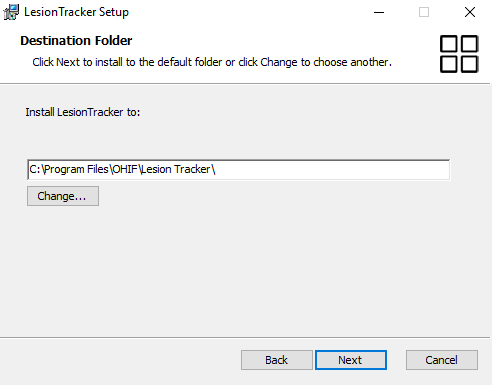 LesionTracker Setup
Destination Folder
Click Next to install to the default folder or click Change to choose another.
Install LesionTracker to:
C:\Program Files\OHIF\Lesion Tracker\
Change...
Back Next Cancel